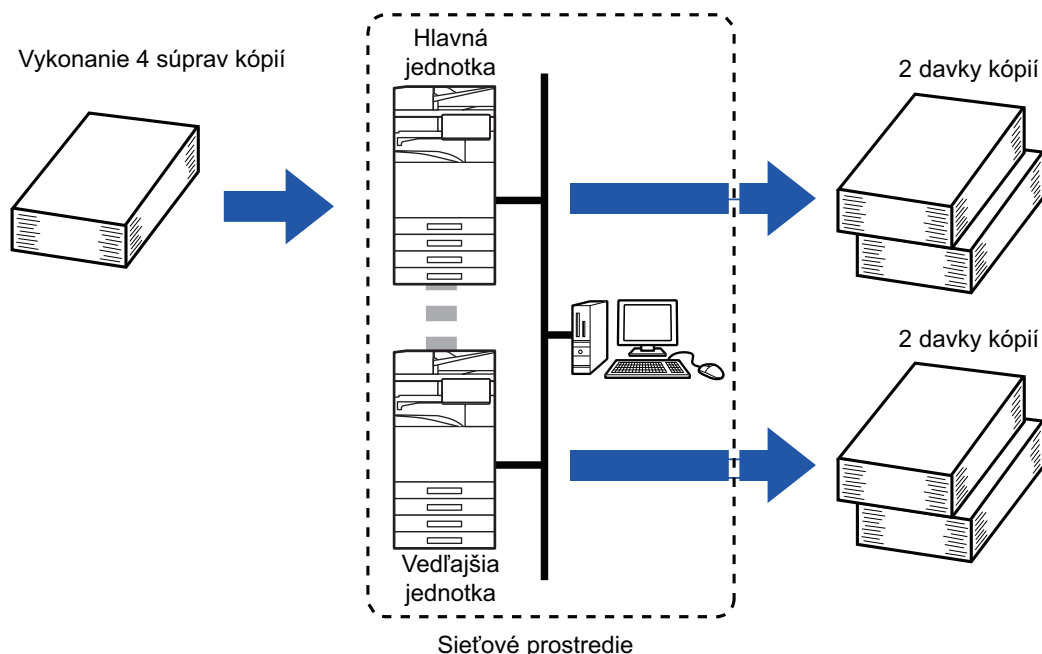 Vykonanie 4 súprav kópií
Hlavná
jednotka
2 davky kópií
2 davky kópií
Vedľajšia
jednotka
Sieťové prostredie